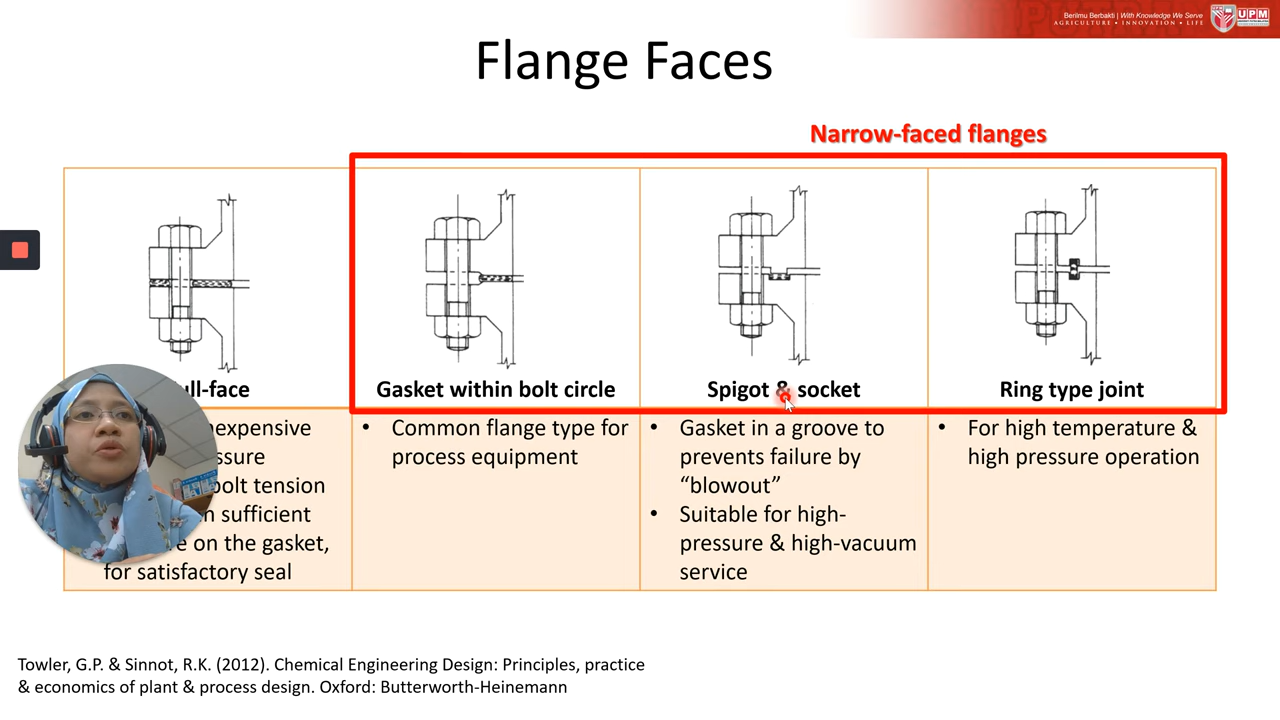 Berilmu Berbakti | With Knowledge We Serve
AGRICULTURE • INNOVATION • LIFE
UPM
Flange Faces
Narrow-faced flanges
ll-face
Gasket within bolt circle
Spigot & socket
Ring type joint
expensive
ssure
bolt tension
n sufficient
e on the gasket,
for satisfactory seal
• Common flange type for
process equipment
• Gasket in a groove to
prevents failure by
“blowout”
• Suitable for high-
pressure & high-vacuum
service
• For high temperature &
high pressure operation
Towler, G.P. & Sinnot, R.K. (2012). Chemical Engineering Design: Principles, practice
& economics of plant & process design. Oxford: Butterworth-Heinemann